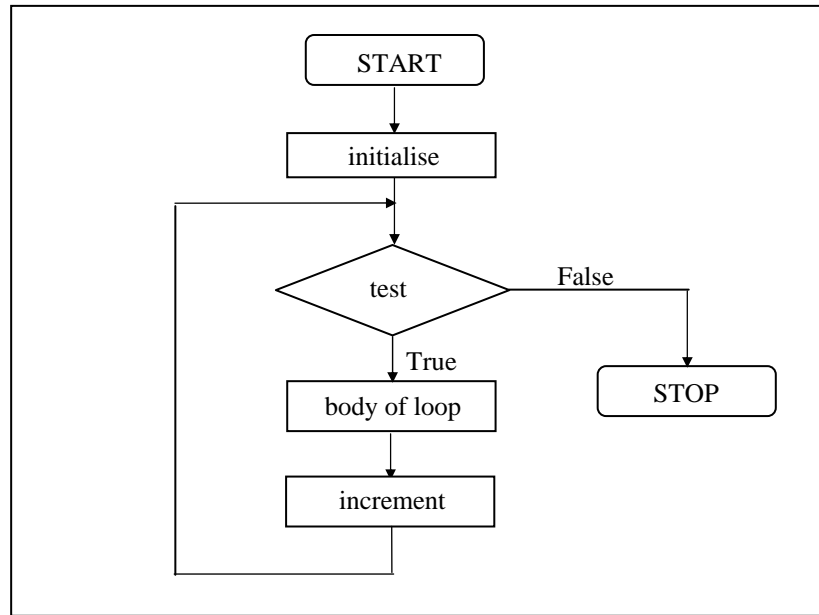 START
initialise
test
False
True
body of loop
STOP
increment